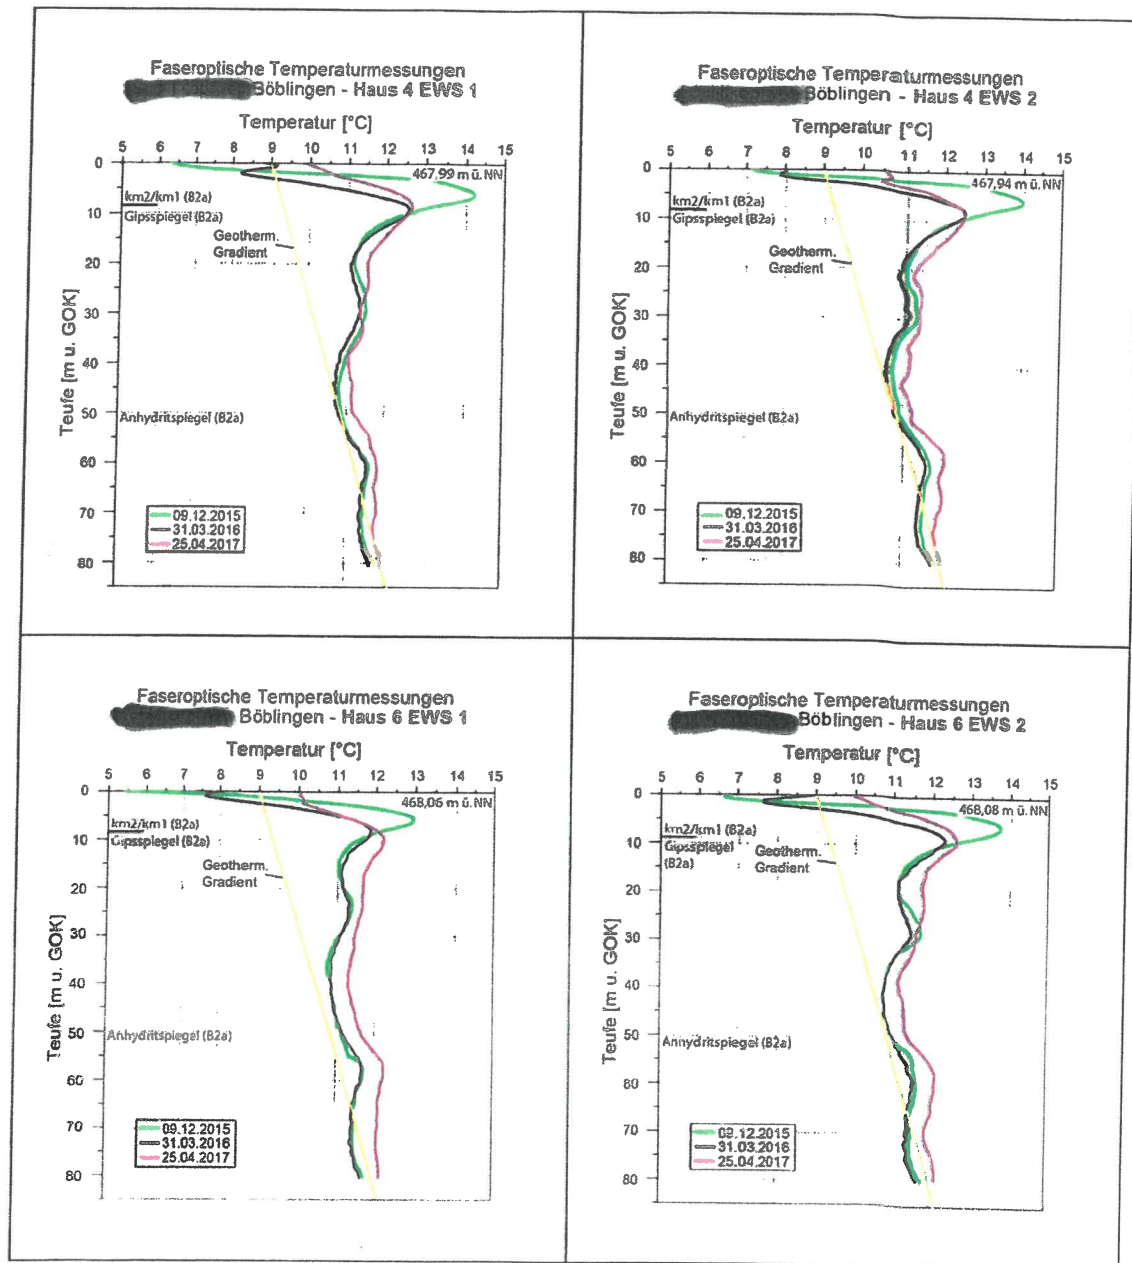 Faseroptische Temperaturmessungen
Böblingen - Haus 4 EWS 1
Temperatur [°C]
5 6 7 8 9 10 11 12 13 14 15
467,99 m ü. NN
0
km2/km1 (B2a)
10
Gipsspiegel (B2a)
Geotherm.
Gradient
20
30
Teufe [m u. GOK]
40
50
Anhydritspiegel (B2a)
60
70
80
09.12.2015
31.03.2016
25.04.2017
Faseroptische Temperaturmessungen
Böblingen - Haus 4 EWS 2
Temperatur [°C]
5 6 7 8 9 10 11 12 13 14 15
467,94 m ü. NN
0
km2/km1 (B2a)
10
Gipsspiegel (B2a)
Geotherm.
Gradient
20
30
Teufe [m u. GOK]
40
50
Anhydritspiegel (B2a)
60
70
80
09.12.2015
31.03.2016
25.04.2017
Faseroptische Temperaturmessungen
Böblingen - Haus 6 EWS 1
Temperatur [°C]
5 6 7 8 9 10 11 12 13 14 15
468,06 m ü. NN
0
km2/km1 (B2a)
10
Gipsspiegel (B2a)
Geotherm.
Gradient
20
30
Teufe [m u. GOK]
40
50
Anhydritspiegel (B2a)
60
70
80
09.12.2015
31.03.2016
25.04.2017
Faseroptische Temperaturmessungen
Böblingen - Haus 6 EWS 2
Temperatur [°C]
5 6 7 8 9 10 11 12 13 14 15
468,08 m ü. NN
0
km2/km1 (B2a)
10
Gipsspiegel
(B2a)
Geotherm.
Gradient
20
30
Teufe [m u. GOK]
40
50
Anhydritspiegel (B2a)
60
70
80
09.12.2015
31.03.2016
25.04.2017